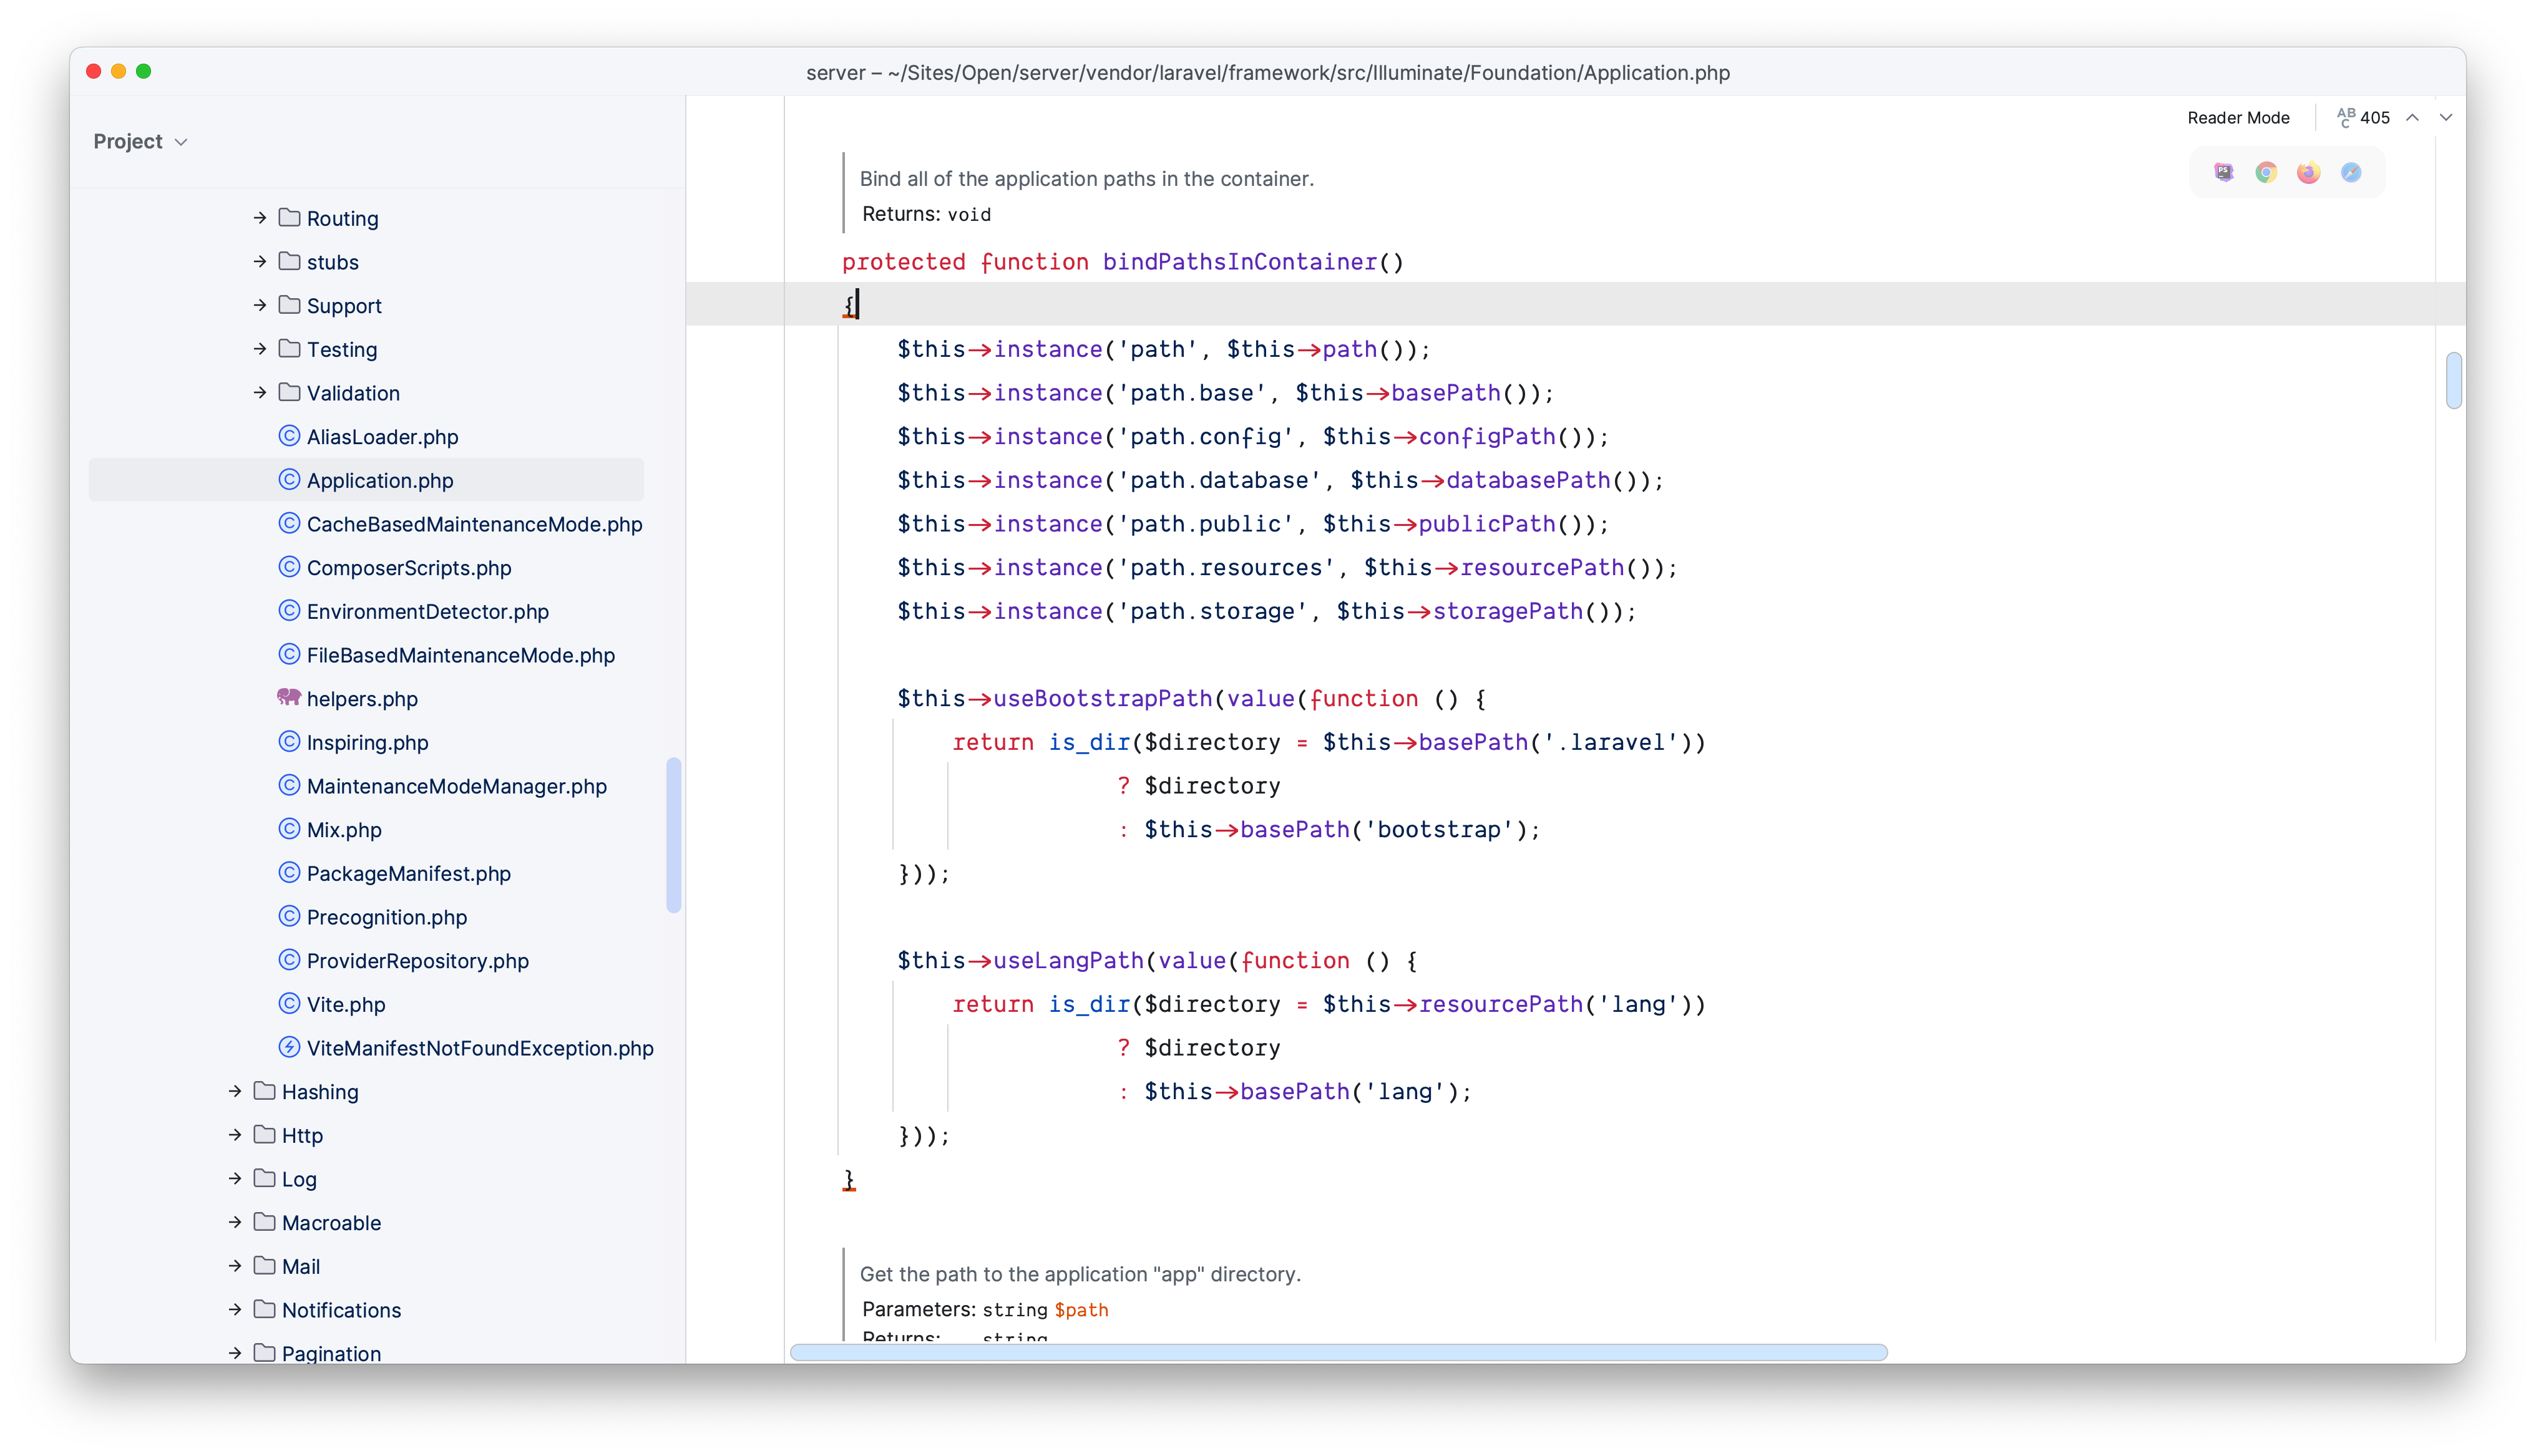 server – ~/Sites/Open/server/vendor/laravel/framework/src/Illuminate/Foundation/Application.php
Project
Routing
stubs
Support
Testing
Validation
AliasLoader.php
Application.php
CacheBasedMaintenanceMode.php
ComposerScripts.php
EnvironmentDetector.php
FileBasedMaintenanceMode.php
helpers.php
Inspiring.php
MaintenanceModeManager.php
Mix.php
PackageManifest.php
Precognition.php
ProviderRepository.php
Vite.php
ViteManifestNotFoundException.php
Hashing
Http
Log
Macroable
Mail
Notifications
Pagination
Reader Mode
ABC 405
PS
Bind all of the application paths in the container.
Returns: void
protected function bindPathsInContainer()
{
$this->instance('path', $this->path());
$this->instance('path.base', $this->basePath());
$this->instance('path.config', $this->configPath());
$this->instance('path.database', $this->databasePath());
$this->instance('path.public', $this->publicPath());
$this->instance('path.resources', $this->resourcePath());
$this->instance('path.storage', $this->storagePath());
$this->useBootstrapPath(value(function () {
return is_dir($directory = $this->basePath('.laravel'))
? $directory
: $this->basePath('bootstrap');
}));
$this->useLangPath(value(function () {
return is_dir($directory = $this->resourcePath('lang'))
? $directory
: $this->basePath('lang');
}));
}
Get the path to the application "app" directory.
Parameters: string $path
Returns: string